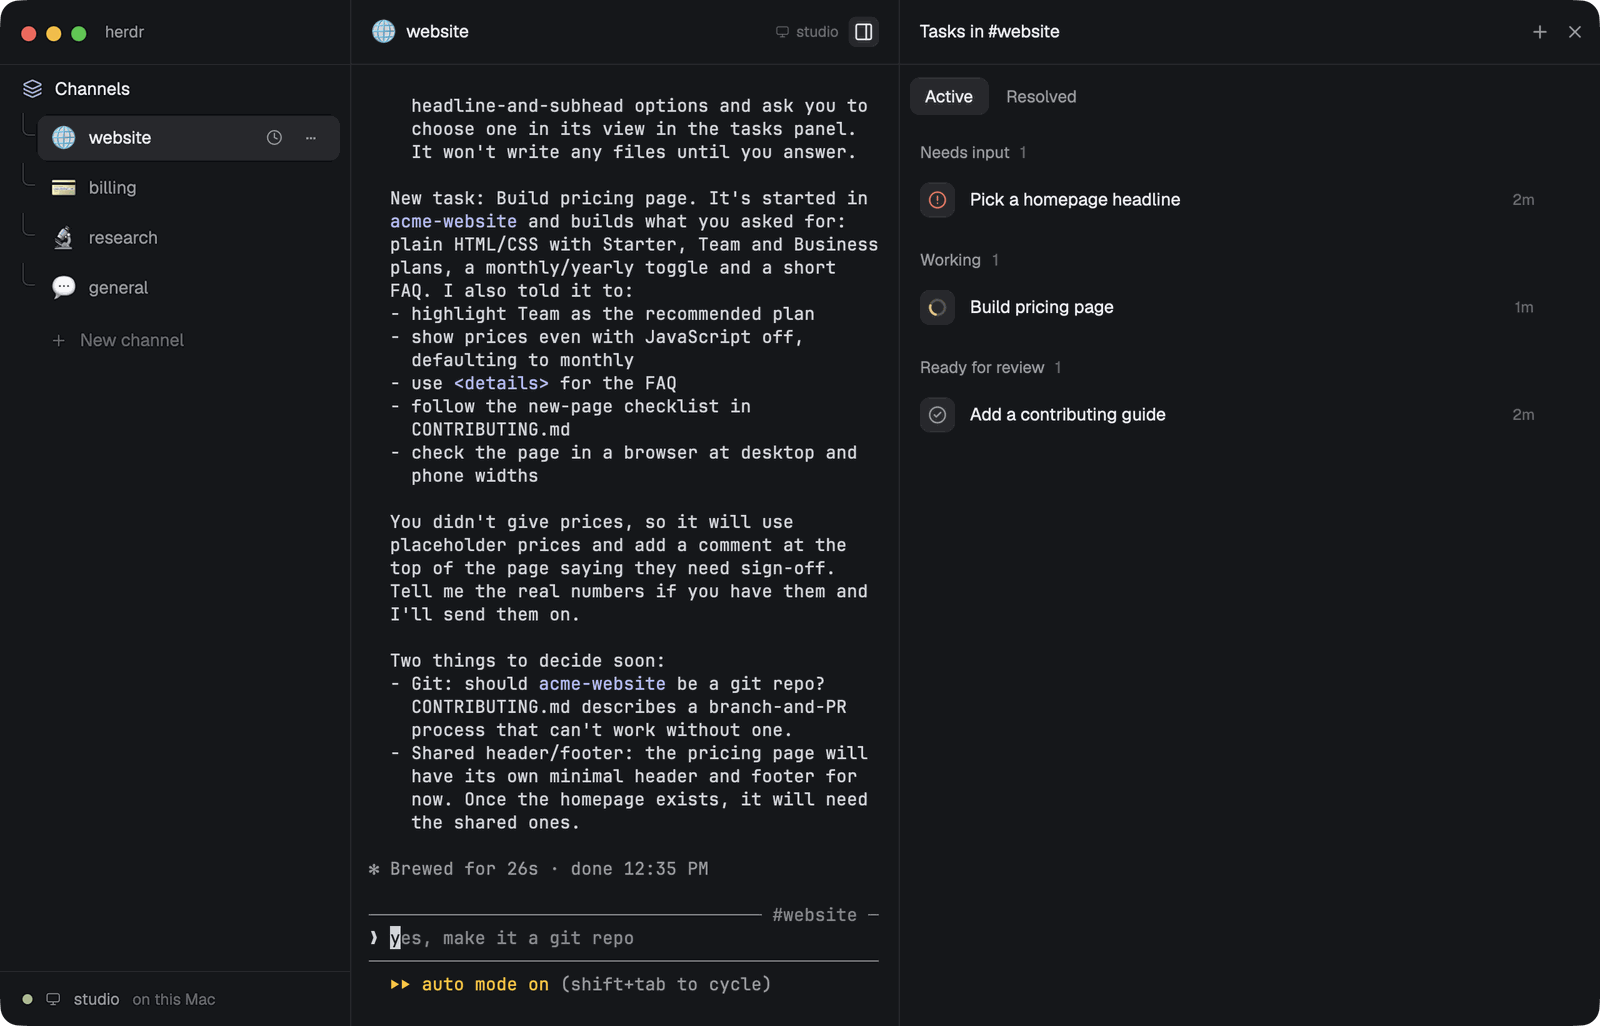 herdr
Channels
website
billing
research
general
+ New channel
studio on this Mac
website
studio
headline-and-subhead options and ask you to
choose one in its view in the tasks panel.
It won't write any files until you answer.
New task: Build pricing page. It's started in
acme-website and builds what you asked for:
plain HTML/CSS with Starter, Team and Business
plans, a monthly/yearly toggle and a short
FAQ. I also told it to:
- highlight Team as the recommended plan
- show prices even with JavaScript off,
defaulting to monthly
- use <details> for the FAQ
- follow the new-page checklist in
CONTRIBUTING.md
- check the page in a browser at desktop and
phone widths
You didn't give prices, so it will use
placeholder prices and add a comment at the
top of the page saying they need sign-off.
Tell me the real numbers if you have them and
I'll send them on.
Two things to decide soon:
- Git: should acme-website be a git repo?
CONTRIBUTING.md describes a branch-and-PR
process that can't work without one.
- Shared header/footer: the pricing page will
have its own minimal header and footer for
now. Once the homepage exists, it will need
the shared ones.
✻ Brewed for 26s · done 12:35 PM
#website
❯ yes, make it a git repo
⏵⏵ auto mode on (shift+tab to cycle)
Tasks in #website
Active Resolved
Needs input 1
Pick a homepage headline 2m
Working 1
Build pricing page 1m
Ready for review 1
Add a contributing guide 2m